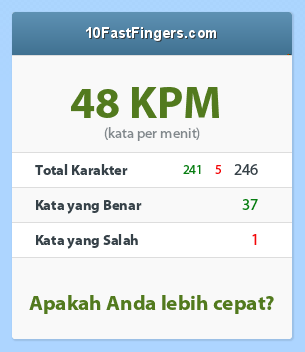 10FastFingers.com
48 KPM
(kata per menit)
Total Karakter 241 5 246
Kata yang Benar 37
Kata yang Salah 1
Apakah Anda lebih cepat?